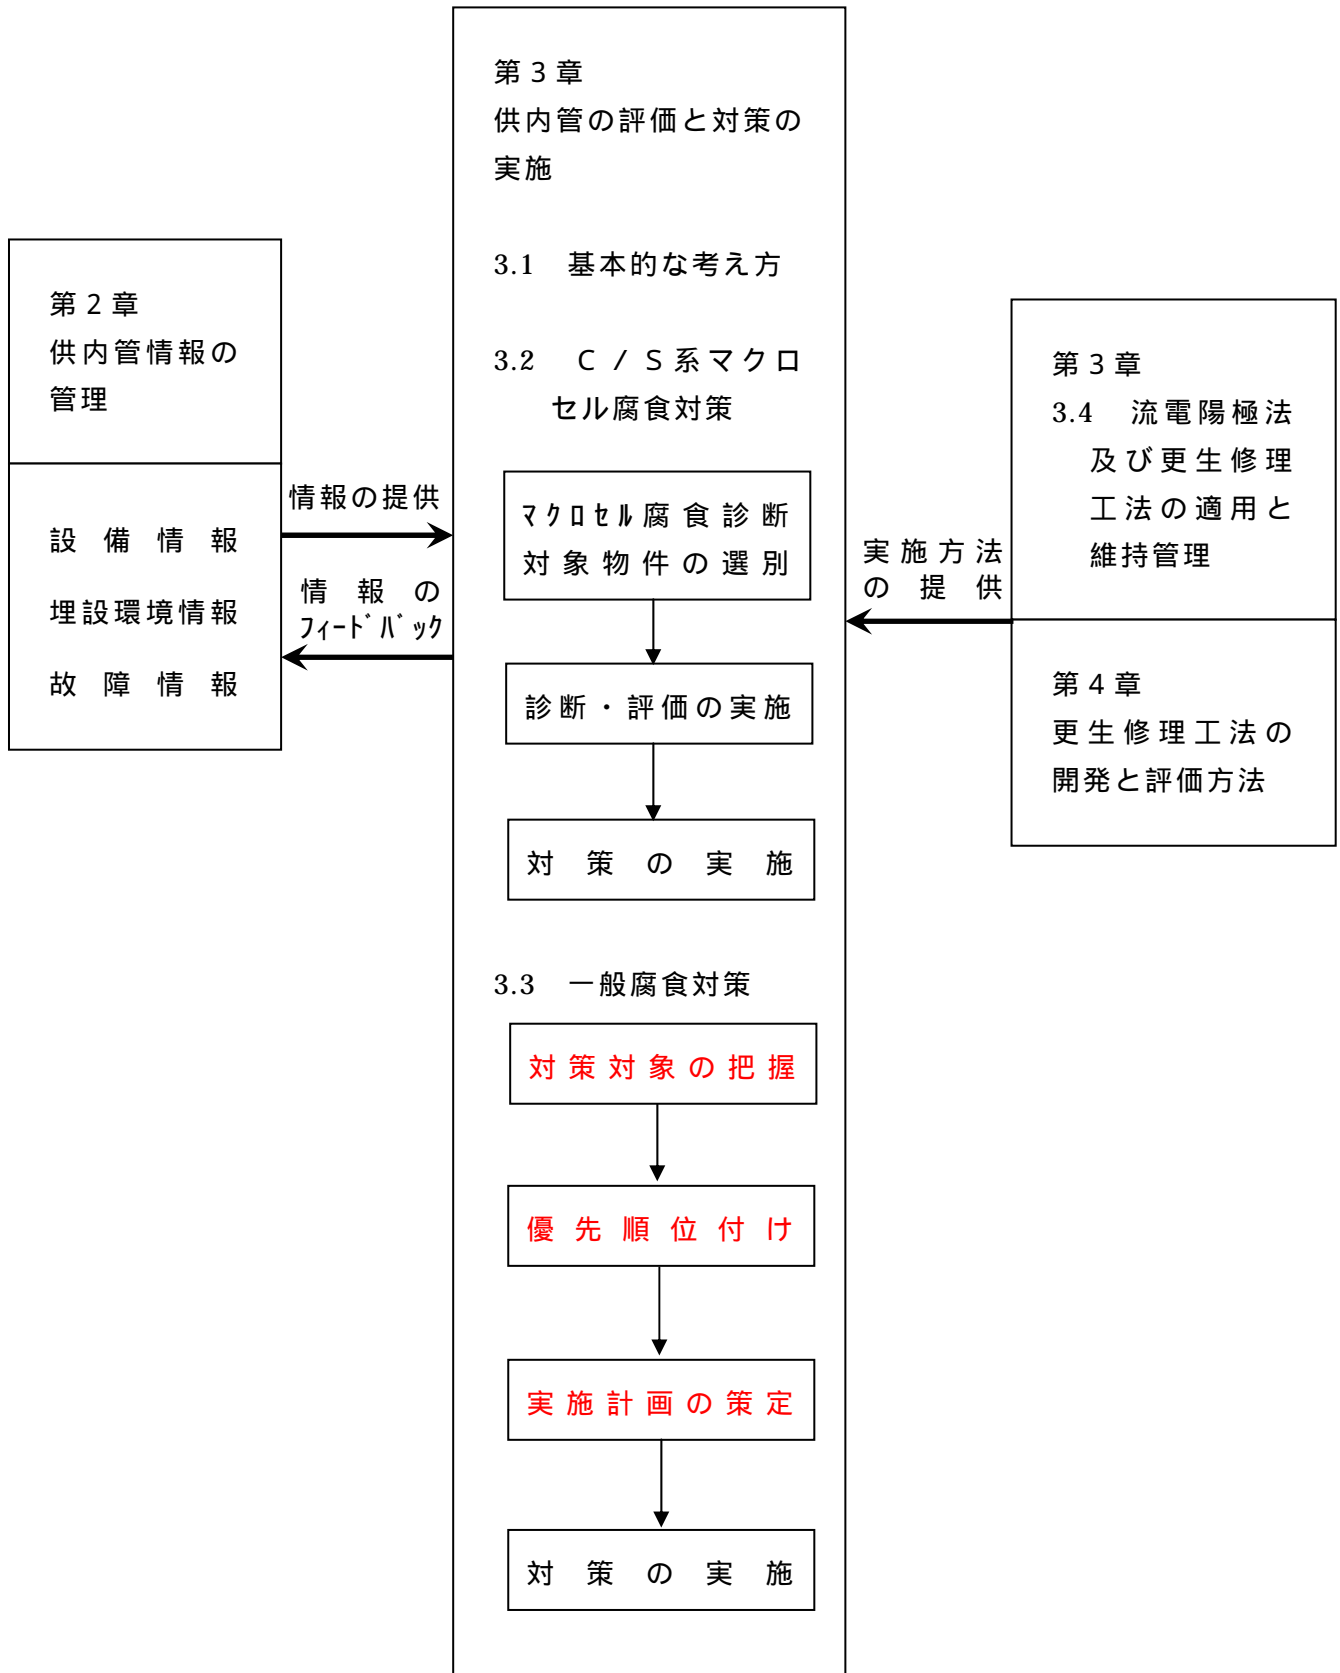 第２章
供内管情報の
管理
設備情報
埋設環境情報
故障情報
情報の提供
情報の
ﾌｨｰﾄﾞﾊﾞｯｸ
第３章
供内管の評価と対策の
実施
3.1　基本的な考え方
3.2　Ｃ／Ｓ系マクロ
セル腐食対策
ﾏｸﾛｾﾙ腐食診断
対象物件の選別
診断・評価の実施
対策の実施
3.3　一般腐食対策
対策対象の把握
優先順位付け
実施計画の策定
対策の実施
実施方法
の提供
第３章
3.4　流電陽極法
及び更生修理
工法の適用と
維持管理
第４章
更生修理工法の
開発と評価方法